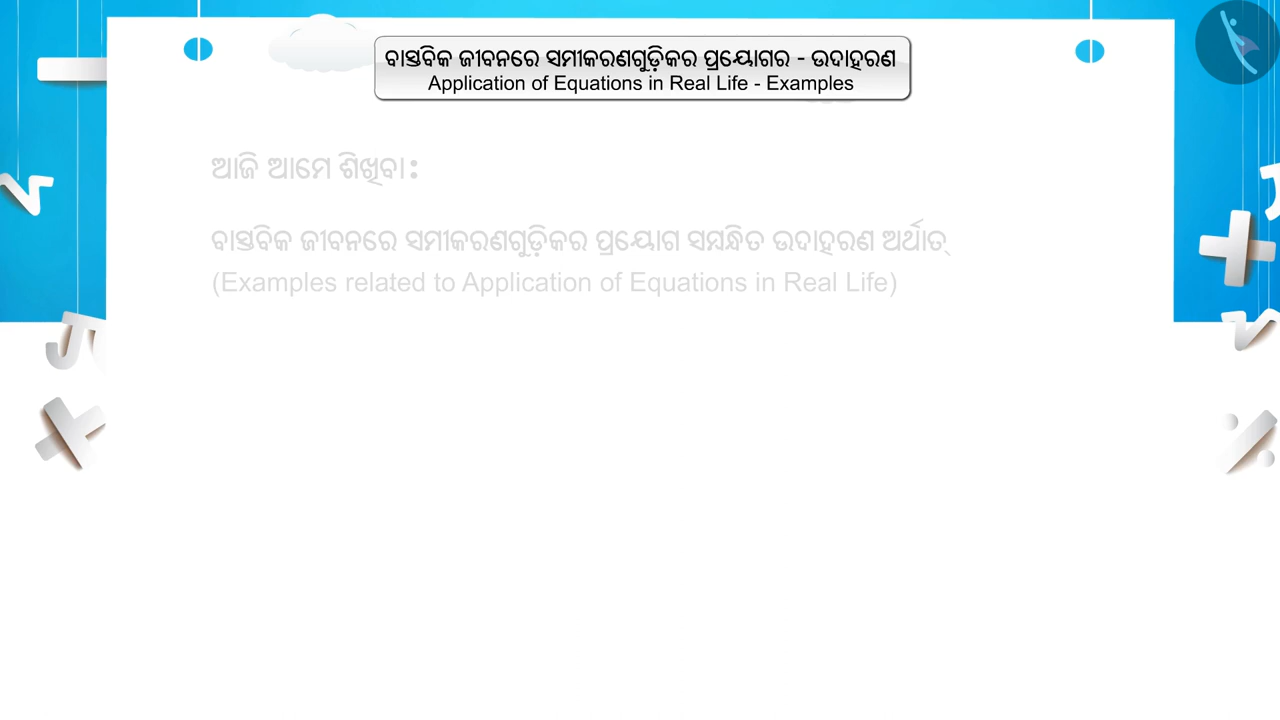 ବାସ୍ତବିକ ଜୀବନରେ ସମୀକରଣଗୁଡ଼ିକର ପ୍ରୟୋଗର - ଉଦାହରଣ
Application of Equations in Real Life - Examples
ଆଜି ଆମେ ଶିଖିବା:
ବାସ୍ତବିକ ଜୀବନରେ ସମୀକରଣଗୁଡ଼ିକର ପ୍ରୟୋଗ ସମ୍ବନ୍ଧିତ ଉଦାହରଣ ଅର୍ଥାତ୍
(Examples related to Application of Equations in Real Life)